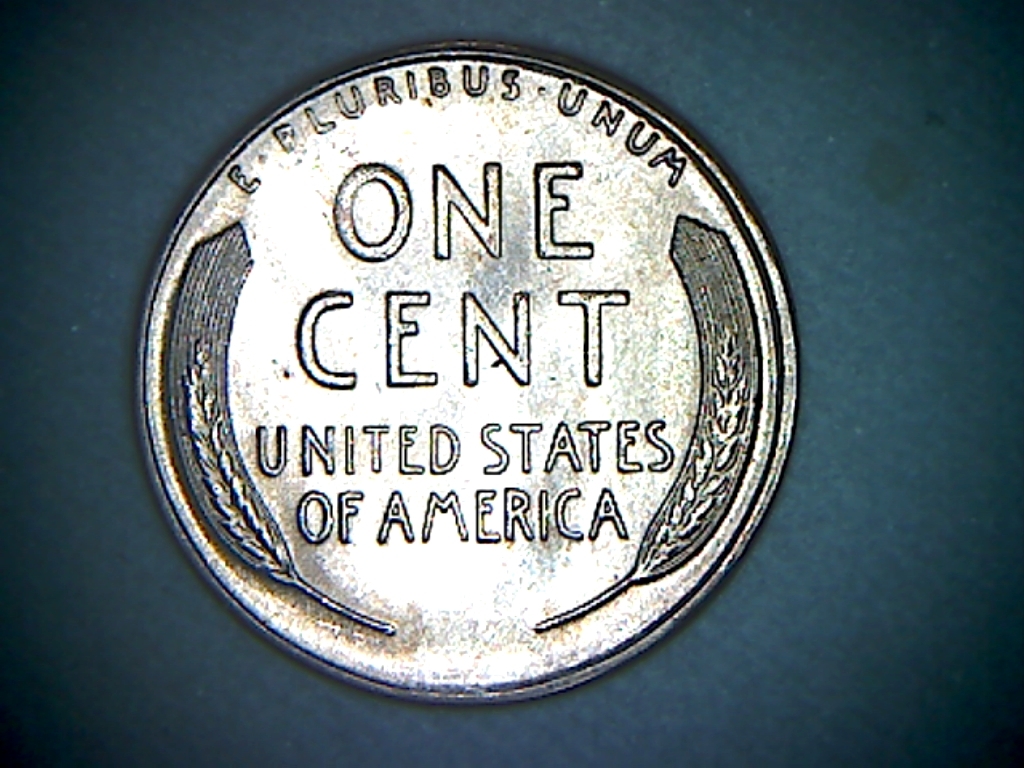 E·PLURIBUS·UNUM
ONE
CENT
UNITED STATES
OF AMERICA